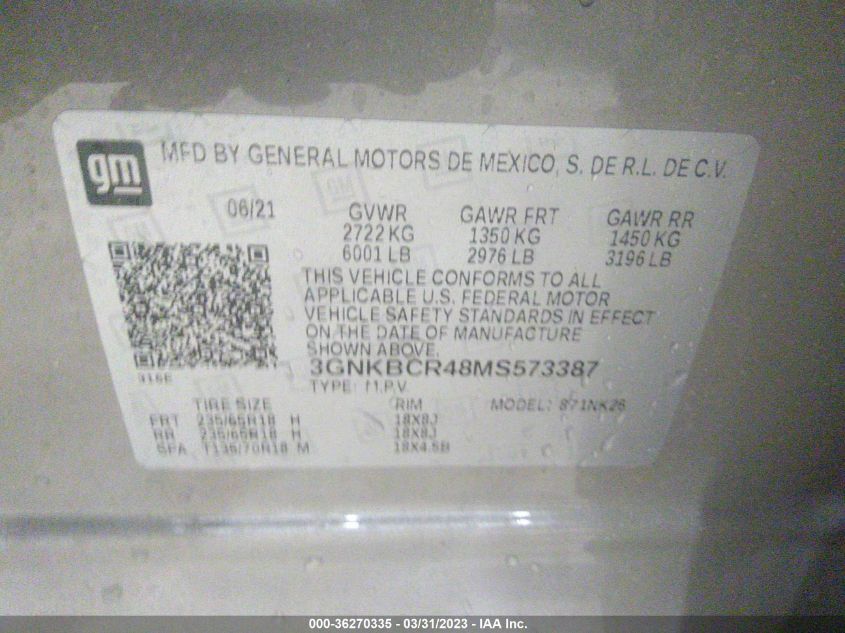 gm
MFD BY GENERAL MOTORS DE MEXICO, S. DE R.L. DE C.V.
06/21 GVWR GAWR FRT GAWR RR
2722 KG 1350 KG 1450 KG
6001 LB 2976 LB 3196 LB
THIS VEHICLE CONFORMS TO ALL
APPLICABLE U.S. FEDERAL MOTOR
VEHICLE SAFETY STANDARDS IN EFFECT
ON THE DATE OF MANUFACTURE
SHOWN ABOVE.
3GNKBCR48MS573387
316E
TYPE: M.P.V.
TIRE SIZE RIM MODEL: 871NK26
FRT 235/65R18 H 18X8J
RR 235/65R18 H 18X8J
SPA T135/70R18 M 18X4.5B
000-36270335 - 03/31/2023 - IAA Inc.